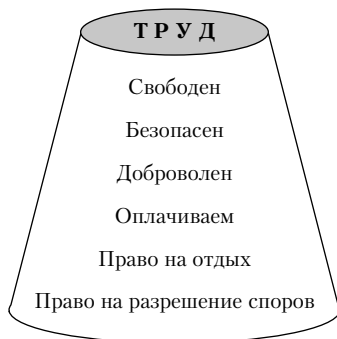 ТРУД
Свободен
Безопасен
Доброволен
Оплачиваем
Право на отдых
Право на разрешение споров